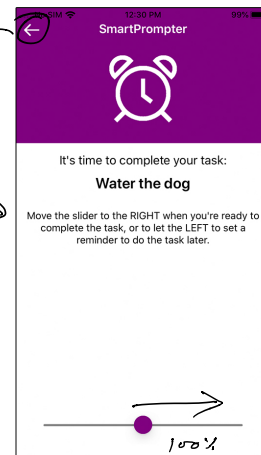 SIM 12:30 PM 99%
SmartPrompter
It's time to complete your task:
Water the dog
Move the slider to the RIGHT when you're ready to
complete the task, or to let the LEFT to set a
reminder to do the task later.
100%